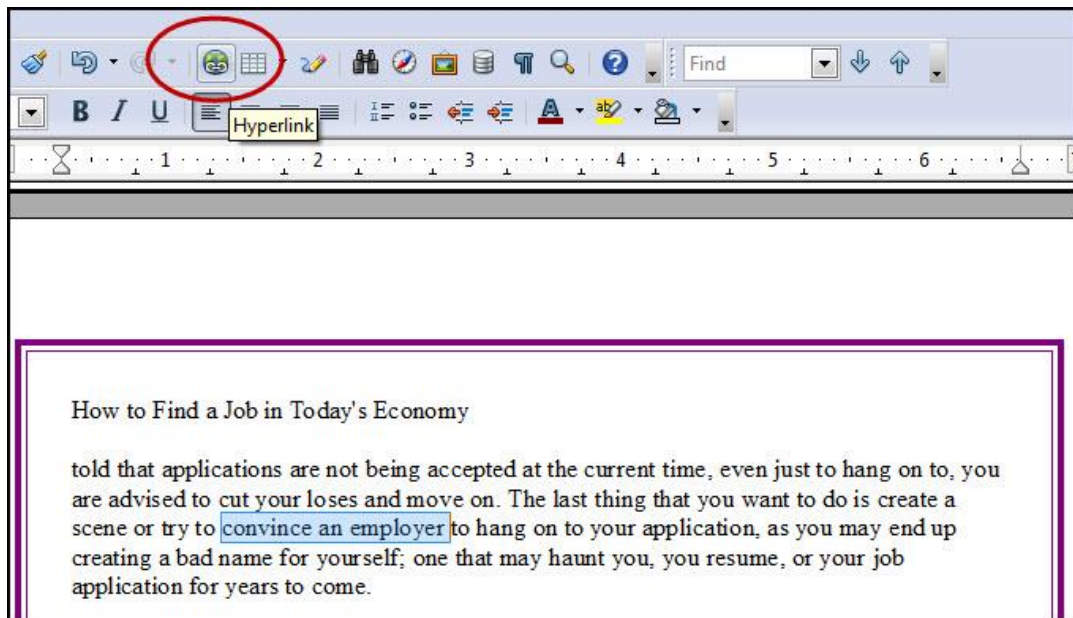 Find
B I U
Hyperlink
1 2 3 4 5 6
How to Find a Job in Today's Economy
told that applications are not being accepted at the current time, even just to hang on to, you
are advised to cut your loses and move on. The last thing that you want to do is create a
scene or try to convince an employer to hang on to your application, as you may end up
creating a bad name for yourself; one that may haunt you, you resume, or your job
application for years to come.